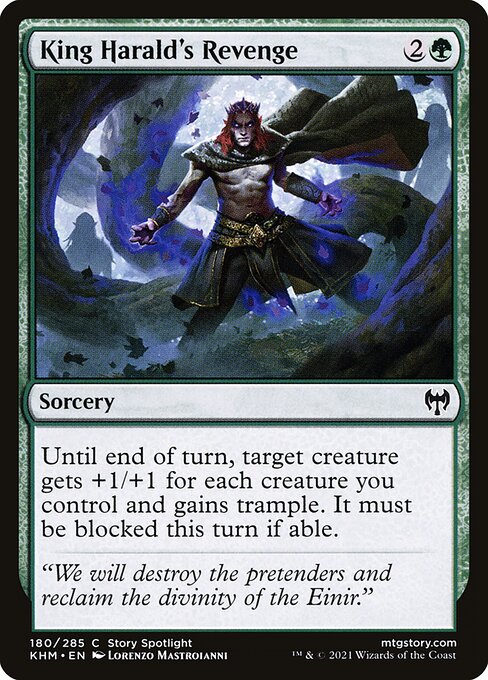 King Harald's Revenge 2
Sorcery
Until end of turn, target creature
gets +1/+1 for each creature you
control and gains trample. It must
be blocked this turn if able.
“We will destroy the pretenders and
reclaim the divinity of the Einir.”
180/285 C Story Spotlight mtgstory.com
KHM • EN Lorenzo Mastroianni ™ & © 2021 Wizards of the Coast